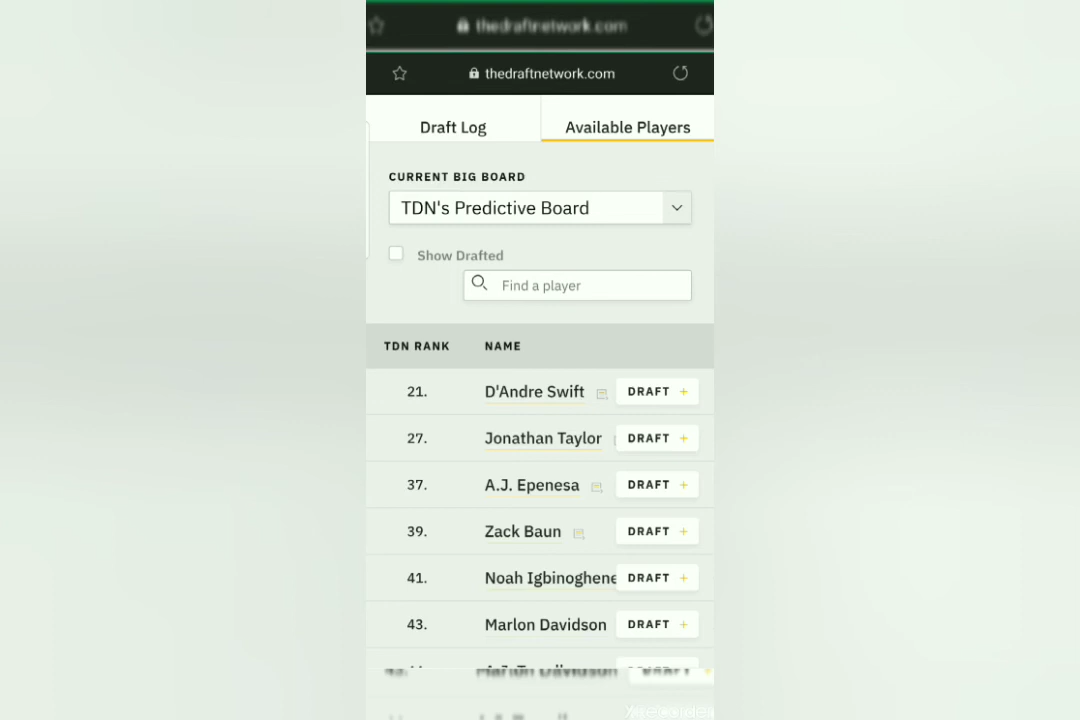 thedraftnetwork.com
thedraftnetwork.com
Draft Log
Available Players
CURRENT BIG BOARD
TDN's Predictive Board
Show Drafted
Find a player
TDN RANK NAME
21. D'Andre Swift DRAFT +
27. Jonathan Taylor DRAFT +
37. A.J. Epenesa DRAFT +
39. Zack Baun DRAFT +
41. Noah Igbinoghene DRAFT +
43. Marlon Davidson DRAFT +